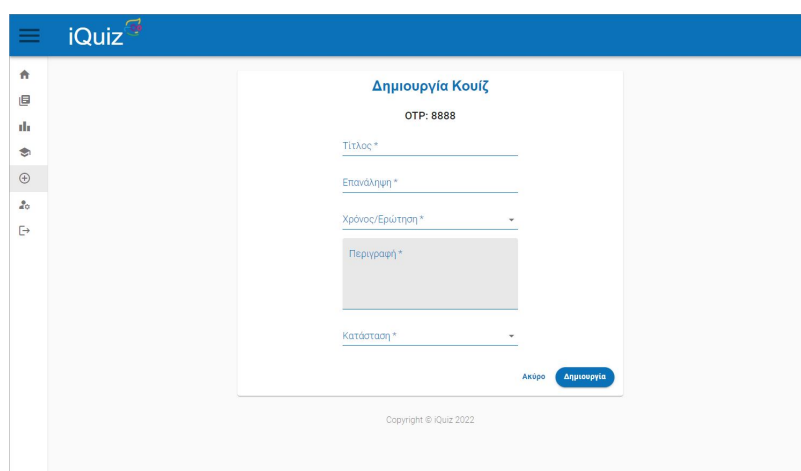 iQuiz
Δημιουργία Κουίζ
OTP: 8888
Τίτλος *
Επανάληψη *
Χρόνος/Ερώτηση *
Περιγραφή *
Κατάσταση *
Ακύρο Δημιουργία
Copyright © iQuiz 2022